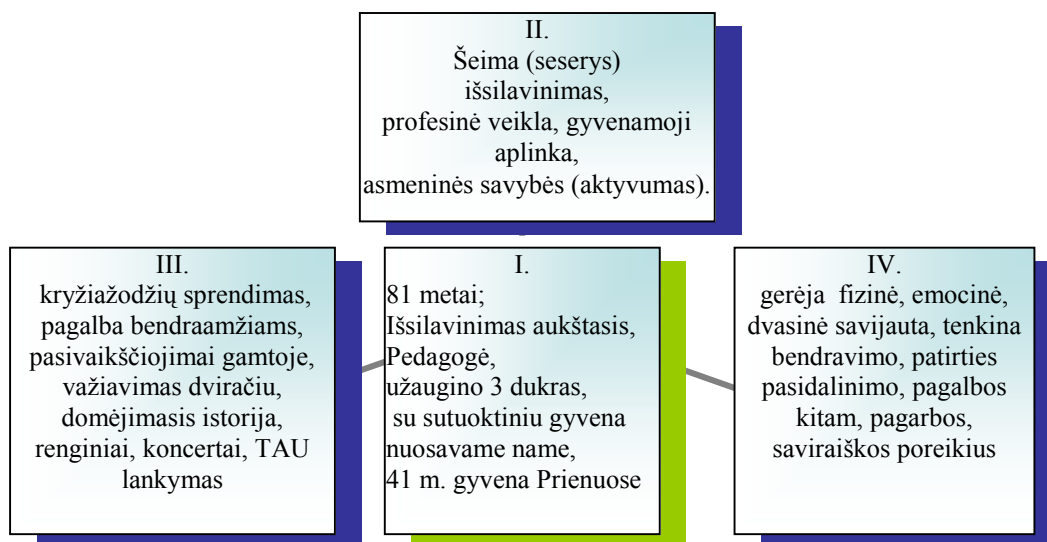 II.
Šeima (seserys)
išsilavinimas,
profesinė veikla, gyvenamoji
aplinka,
asmeninės savybės (aktyvumas).
III.
kryžiažodžių sprendimas,
pagalba bendraamžiams,
pasivaikščiojimai gamtoje,
važiavimas dviračiu,
domėjimasis istorija,
renginiai, koncertai, TAU
lankymas
I.
81 metai;
Išsilavinimas aukštasis,
Pedagogė,
užaugino 3 dukras,
su sutuoktiniu gyvena
nuosavame name,
41 m. gyvena Prienuose
IV.
gerėja fizinė, emocinė,
dvasinė savijauta, tenkina
bendravimo, patirties
pasidalinimo, pagalbos
kitam, pagarbos,
saviraiškos poreikius